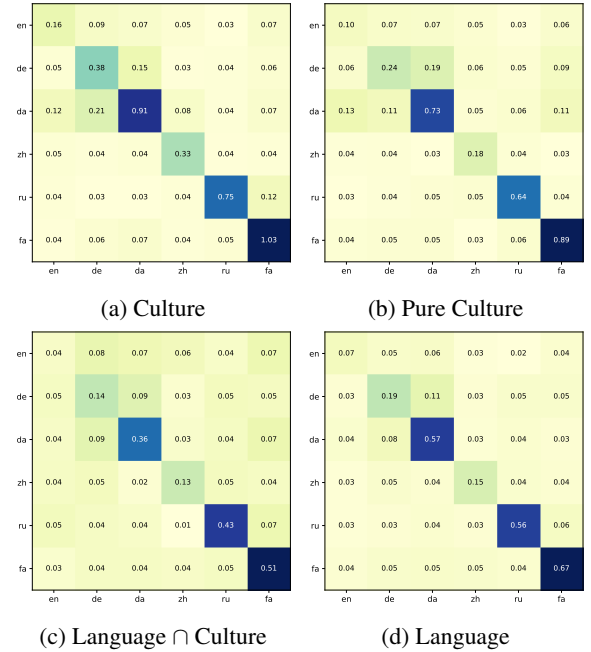 en 0.16 0.09 0.07 0.05 0.03 0.07
de 0.05 0.38 0.15 0.03 0.04 0.06
da 0.12 0.21 0.91 0.08 0.04 0.07
zh 0.05 0.04 0.04 0.33 0.04 0.04
ru 0.04 0.03 0.03 0.04 0.75 0.12
fa 0.04 0.06 0.07 0.04 0.05 1.03
en de da zh ru fa
(a) Culture
en 0.10 0.07 0.07 0.05 0.03 0.06
de 0.06 0.24 0.19 0.06 0.05 0.09
da 0.13 0.11 0.73 0.05 0.06 0.11
zh 0.04 0.04 0.03 0.18 0.04 0.03
ru 0.03 0.04 0.05 0.05 0.64 0.04
fa 0.04 0.05 0.05 0.03 0.06 0.89
en de da zh ru fa
(b) Pure Culture
en 0.04 0.08 0.07 0.06 0.04 0.07
de 0.05 0.14 0.09 0.03 0.05 0.05
da 0.04 0.09 0.36 0.03 0.04 0.07
zh 0.04 0.05 0.02 0.13 0.05 0.04
ru 0.05 0.04 0.04 0.01 0.43 0.07
fa 0.03 0.04 0.04 0.04 0.05 0.51
en de da zh ru fa
(c) Language ∩ Culture
en 0.07 0.05 0.06 0.03 0.02 0.04
de 0.03 0.19 0.11 0.03 0.05 0.05
da 0.04 0.08 0.57 0.03 0.04 0.03
zh 0.03 0.04 0.05 0.15 0.04 0.04
ru 0.03 0.03 0.04 0.03 0.56 0.06
fa 0.04 0.05 0.05 0.05 0.04 0.67
en de da zh ru fa
(d) Language